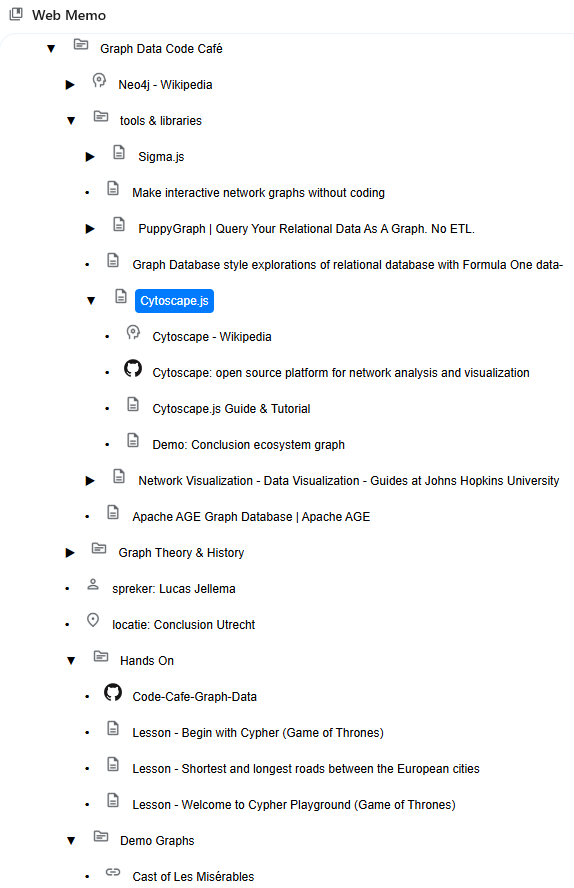 Web Memo
Graph Data Code Café
Neo4j - Wikipedia
tools & libraries
Sigma.js
Make interactive network graphs without coding
PuppyGraph | Query Your Relational Data As A Graph. No ETL.
Graph Database style explorations of relational database with Formula One data-
Cytoscape.js
Cytoscape - Wikipedia
Cytoscape: open source platform for network analysis and visualization
Cytoscape.js Guide & Tutorial
Demo: Conclusion ecosystem graph
Network Visualization - Data Visualization - Guides at Johns Hopkins University
Apache AGE Graph Database | Apache AGE
Graph Theory & History
spreker: Lucas Jellema
locatie: Conclusion Utrecht
Hands On
Code-Cafe-Graph-Data
Lesson - Begin with Cypher (Game of Thrones)
Lesson - Shortest and longest roads between the European cities
Lesson - Welcome to Cypher Playground (Game of Thrones)
Demo Graphs
Cast of Les Misérables